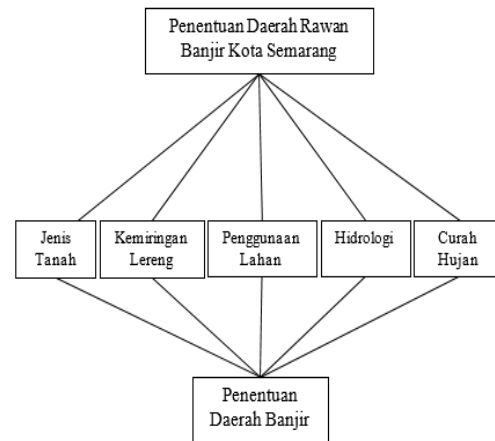 Penentuan Daerah Rawan
Banjir Kota Semarang
Jenis
Tanah
Kemiringan
Lereng
Penggunaan
Lahan
Hidrologi
Curah
Hujan
Penentuan
Daerah Banjir